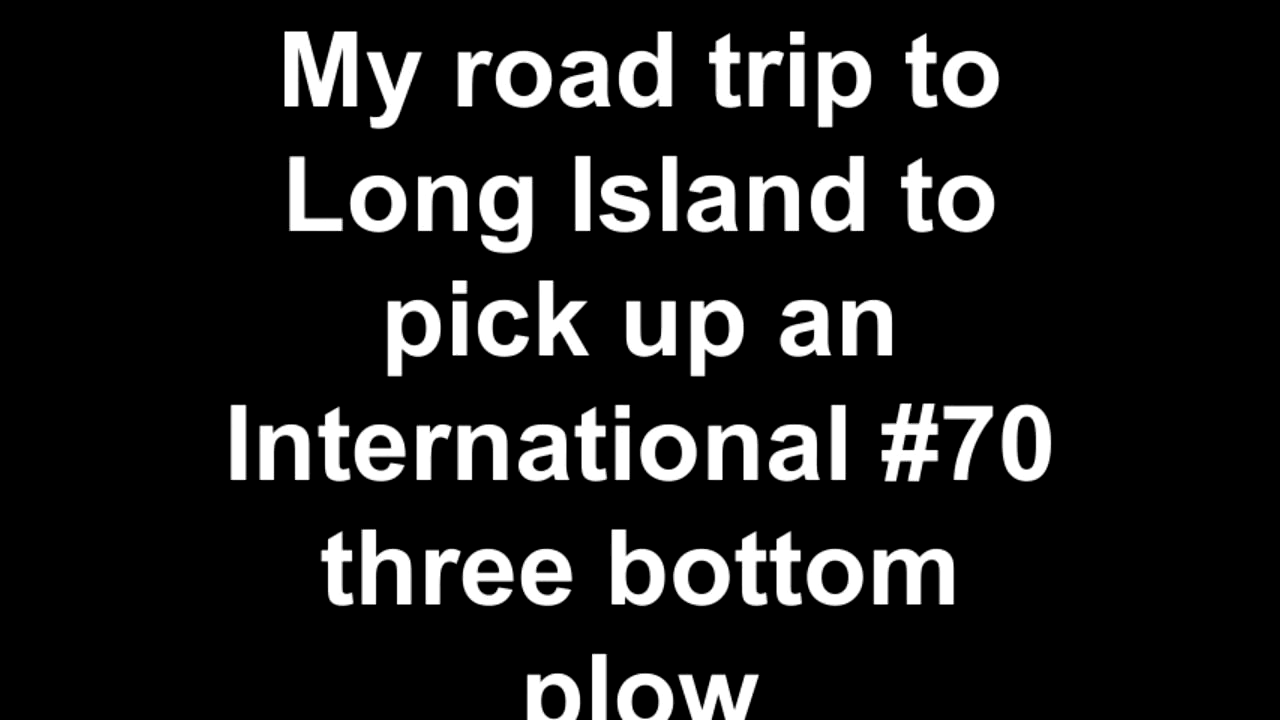 My road trip to
Long Island to
pick up an
International #70
three bottom
plow